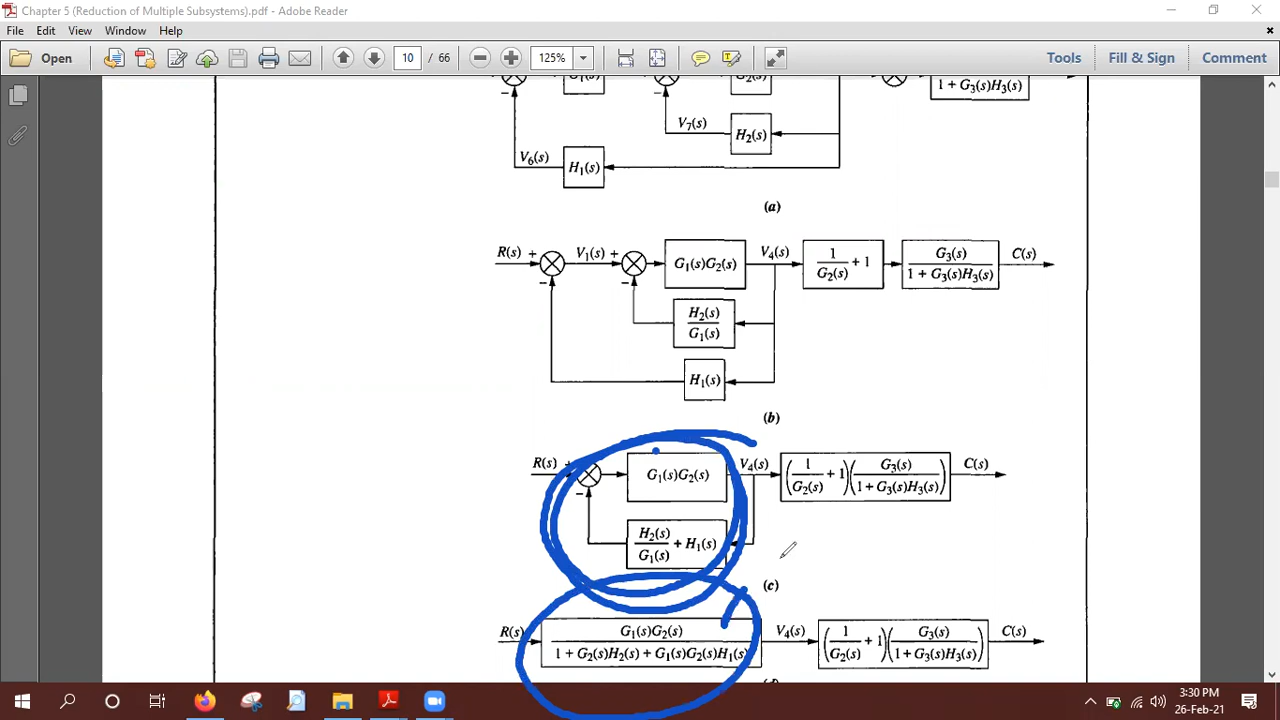 Chapter 5 (Reduction of Multiple Subsystems).pdf - Adobe Reader
File Edit View Window Help
Open 10 / 66 125% Tools Fill & Sign Comment
G1(s) G2(s) 1 + G3(s)H3(s)
−
−
V7(s) H2(s)
V6(s) H1(s)
(a)
R(s) + V1(s) + G1(s)G2(s) V4(s) 1/G2(s) + 1 G3(s)/1 + G3(s)H3(s) C(s)
− −
H2(s)/G1(s)
H1(s)
(b)
R(s) + G1(s)G2(s) V4(s) (1/G2(s) + 1)(G3(s)/1 + G3(s)H3(s)) C(s)
−
H2(s)/G1(s) + H1(s)
(c)
R(s) G1(s)G2(s)/1 + G2(s)H2(s) + G1(s)G2(s)H1(s) V4(s) (1/G2(s) + 1)(G3(s)/1 + G3(s)H3(s)) C(s)
3:30 PM
26-Feb-21